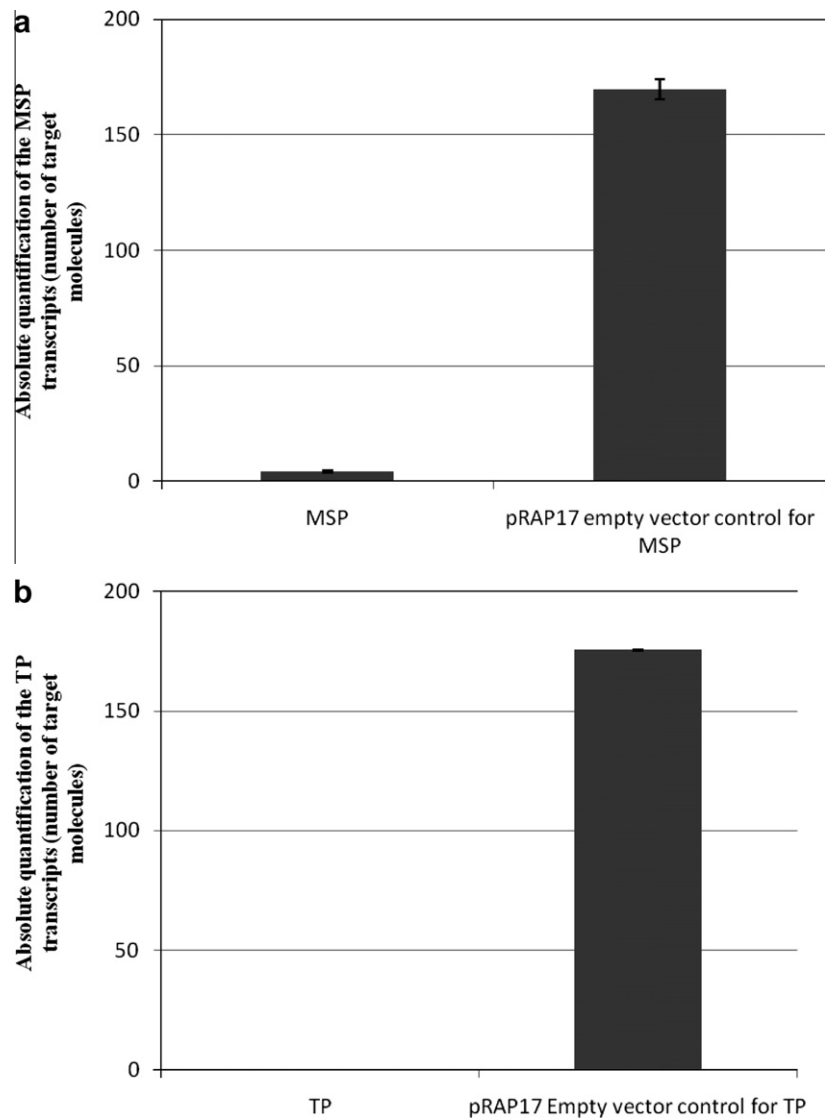 a
Absolute quantification of the MSP
transcripts (number of target
molecules)
200
150
100
50
0
MSP
pRAP17 empty vector control for
MSP
b
Absolute quantification of the TP
transcripts (number of target
molecules)
200
150
100
50
0
TP
pRAP17 Empty vector control for TP